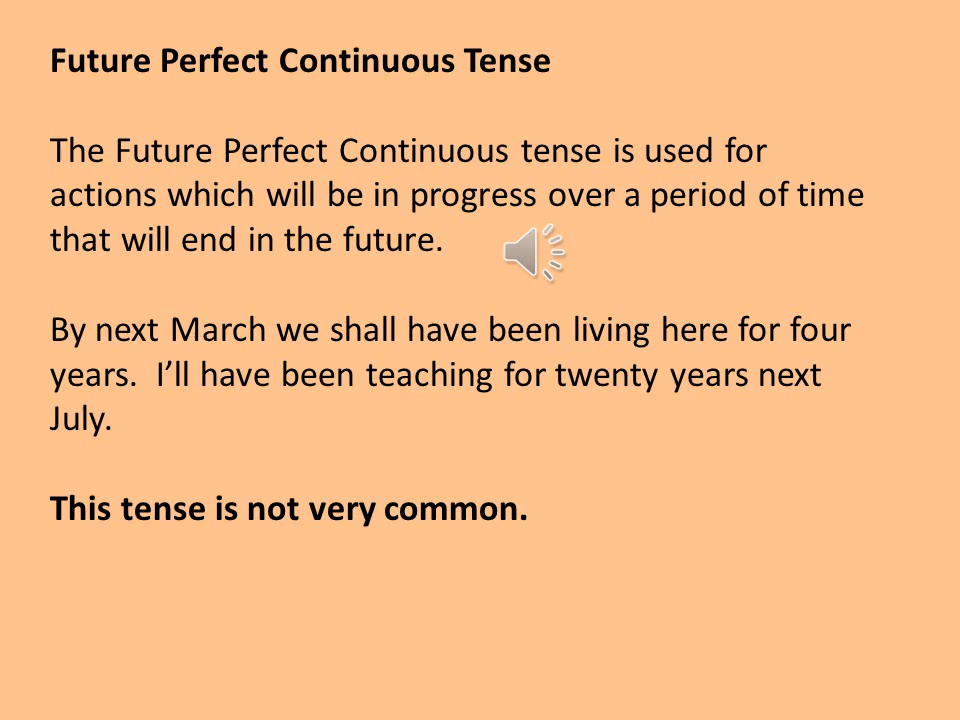 Future Perfect Continuous Tense
The Future Perfect Continuous tense is used for
actions which will be in progress over a period of time
that will end in the future.
By next March we shall have been living here for four
years.  I’ll have been teaching for twenty years next
July.
This tense is not very common.